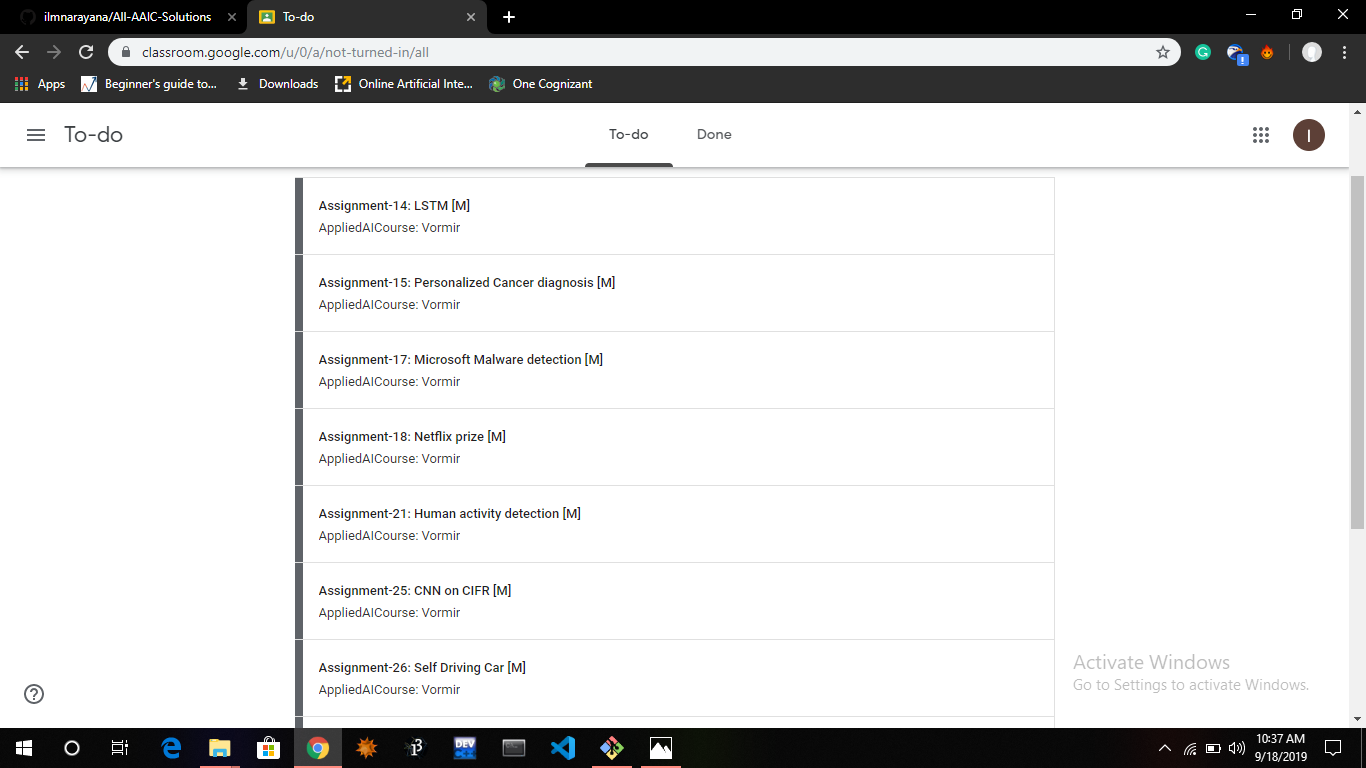 ilmnarayana/All-AAIC-Solutions
To-do
classroom.google.com/u/0/a/not-turned-in/all
Apps
Beginner's guide to...
Downloads
Online Artificial Inte...
One Cognizant
To-do
To-do
Done
I
Assignment-14: LSTM [M]
AppliedAICourse: Vormir
Assignment-15: Personalized Cancer diagnosis [M]
AppliedAICourse: Vormir
Assignment-17: Microsoft Malware detection [M]
AppliedAICourse: Vormir
Assignment-18: Netflix prize [M]
AppliedAICourse: Vormir
Assignment-21: Human activity detection [M]
AppliedAICourse: Vormir
Assignment-25: CNN on CIFR [M]
AppliedAICourse: Vormir
Assignment-26: Self Driving Car [M]
AppliedAICourse: Vormir
Activate Windows
Go to Settings to activate Windows.
DEV
10:37 AM
9/18/2019